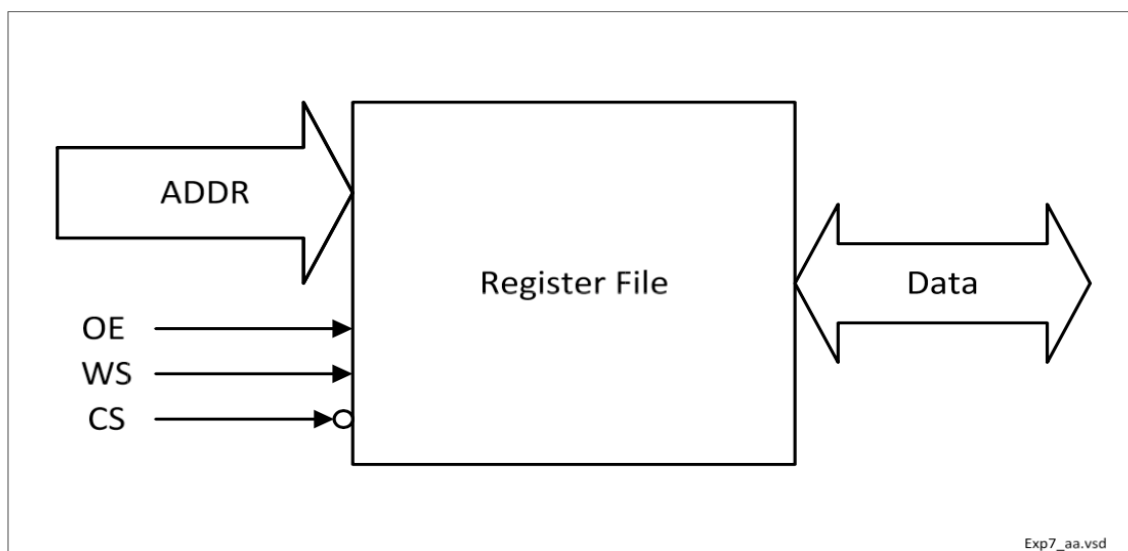 ADDR
Register File
Data
OE
WS
CS
Exp7_aa.vsd